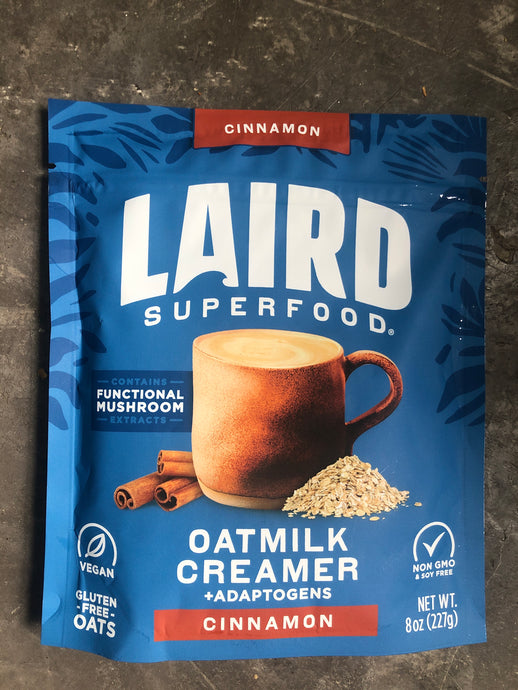 CINNAMON
LAIRD
SUPERFOOD®
CONTAINS
FUNCTIONAL
MUSHROOM
EXTRACTS
VEGAN
GLUTEN
-FREE-
OATS
OATMILK
CREAMER
+ADAPTOGENS
CINNAMON
NON GMO
& SOY FREE
NET WT.
8oz (227g)